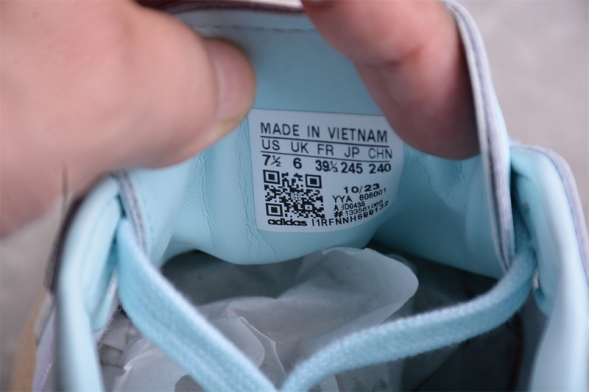 MADE IN VIETNAM
US UK FR JP CHN
7½ 6 39⅓ 245 240
10/23
YYA 606001
adidas